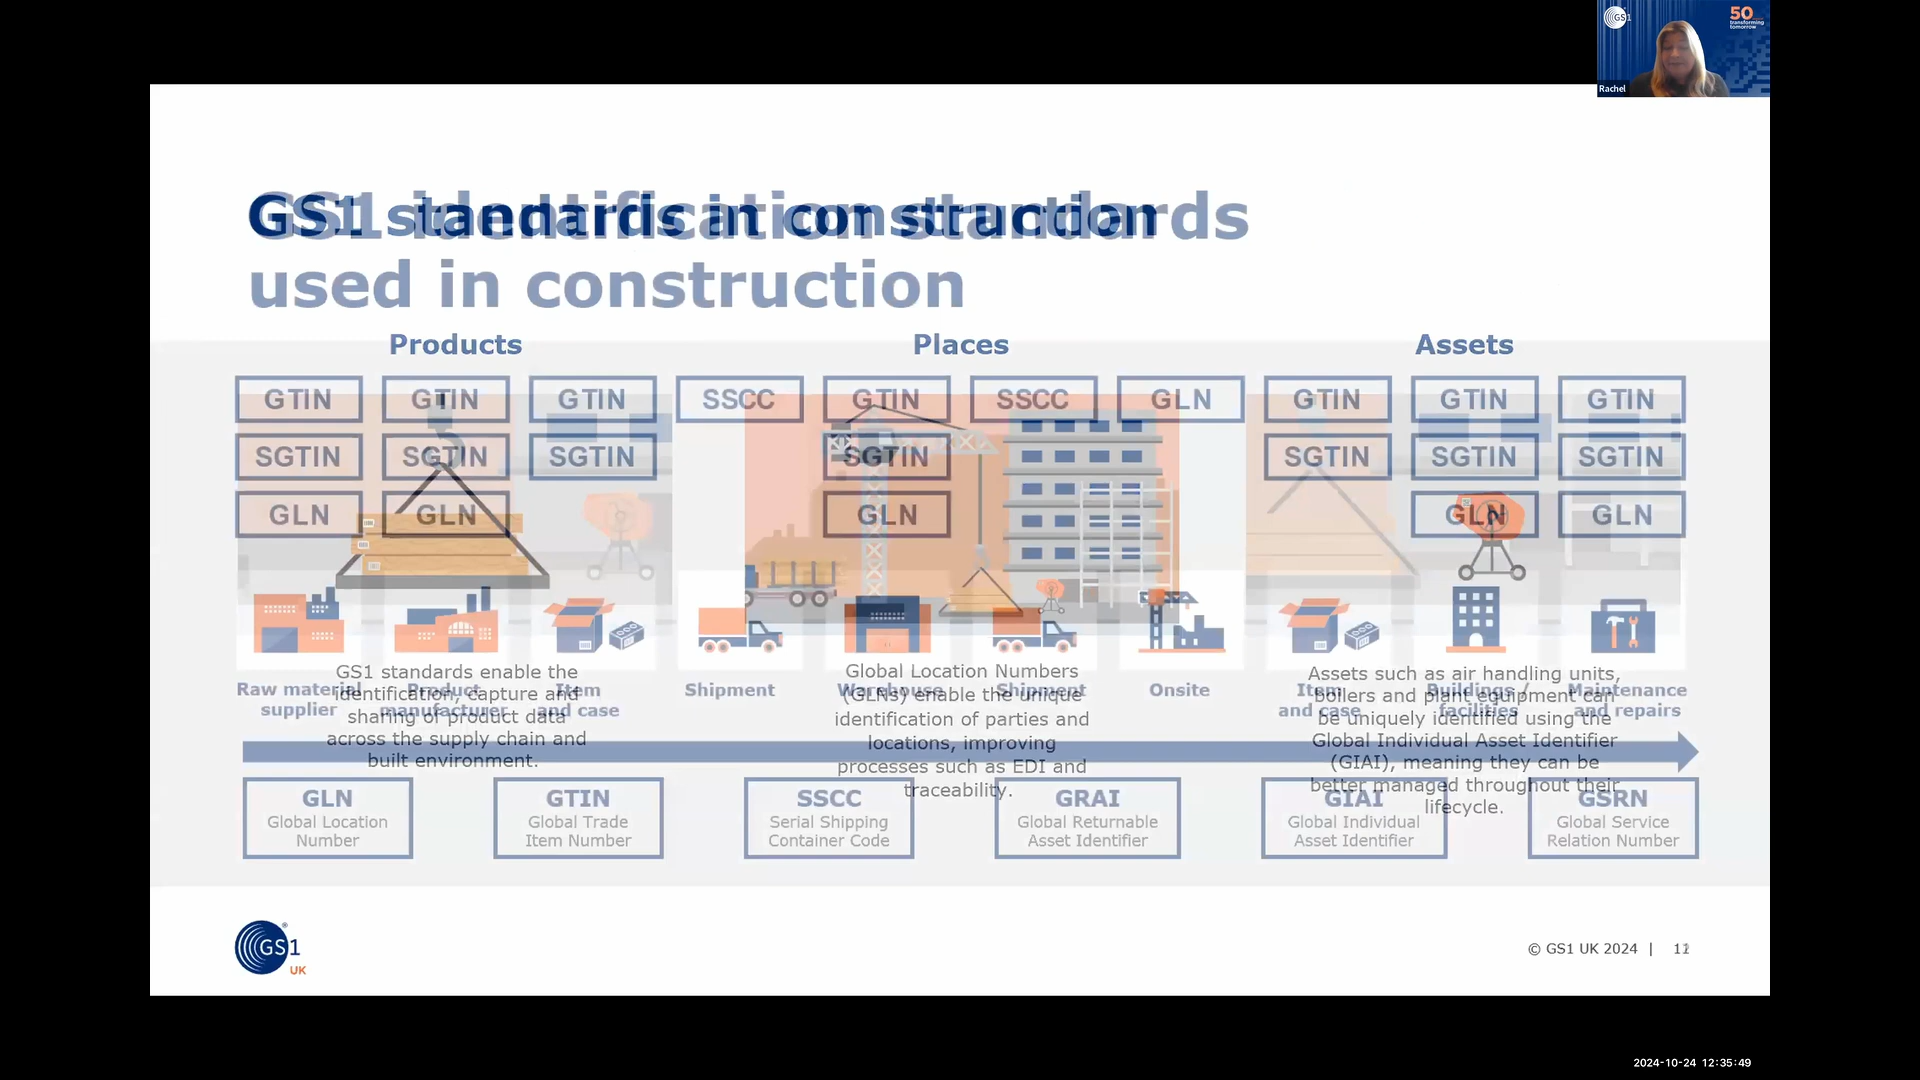 GS1
50
transforming
tomorrow
Rachel
GS1 standards in construction
GS1 identification standards
used in construction
Products
Places
Assets
GTIN
GTIN
GTIN
SSCC
GTIN
SSCC
GLN
GTIN
GTIN
GTIN
SGTIN
SGTIN
SGTIN
SGTIN
SGTIN
SGTIN
SGTIN
GLN
GLN
GLN
GLN
GLN
GS1 standards enable the
identification, capture and
sharing of product data
across the supply chain and
built environment.
Global Location Numbers
(GLNs) enable the unique
identification of parties and
locations, improving
processes such as EDI and
traceability.
Assets such as air handling units,
boilers and plant equipment can
be uniquely identified using the
Global Individual Asset Identifier
(GIAI), meaning they can be
better managed throughout their
lifecycle.
Raw material
supplier
Product
manufacturer
Item
and case
Shipment
Warehouse
Shipment
Onsite
Item
and case
Buildings /
facilities
Maintenance
and repairs
GLN
Global Location
Number
GTIN
Global Trade
Item Number
SSCC
Serial Shipping
Container Code
GRAI
Global Returnable
Asset Identifier
GIAI
Global Individual
Asset Identifier
GSRN
Global Service
Relation Number
GS1
UK
© GS1 UK 2024 |
2024-10-24 12:35:49